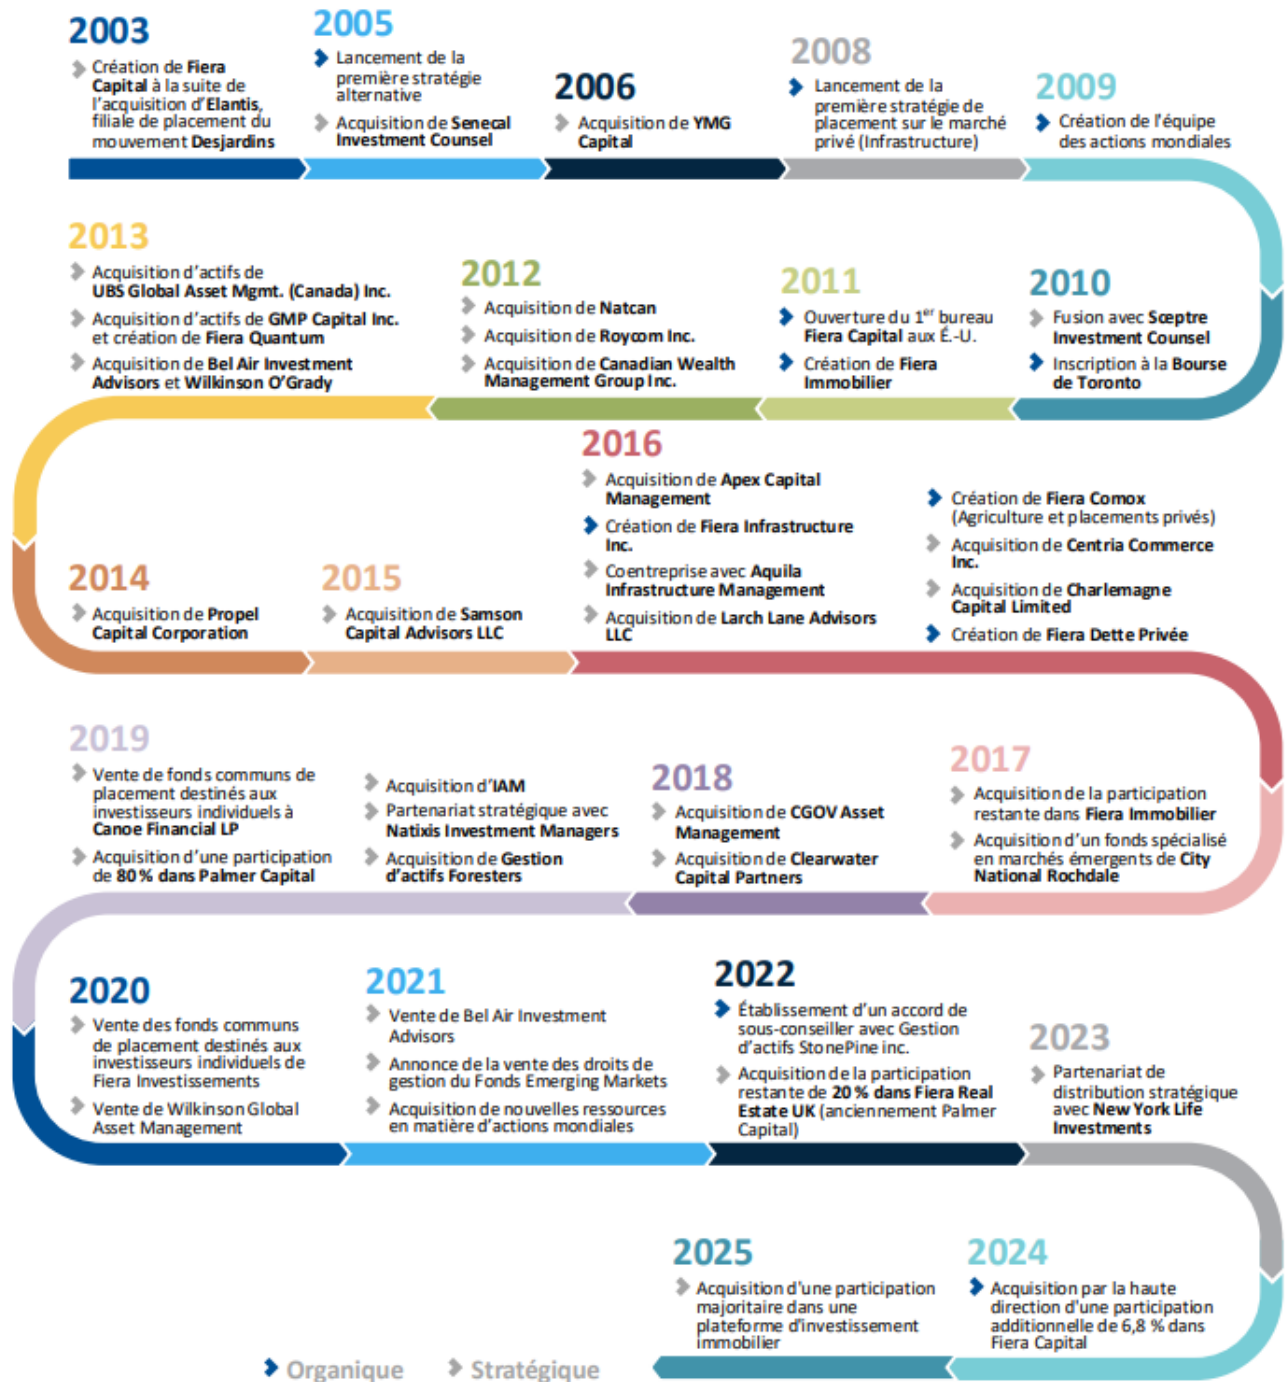 2003
Création de Fiera
Capital à la suite de
l'acquisition d'Elantis,
filiale de placement du
mouvement Desjardins
2005
Lancement de la
première stratégie
alternative
Acquisition de Senecal
Investment Counsel
2006
Acquisition de YMG
Capital
2008
Lancement de la
première stratégie de
placement sur le marché
privé (Infrastructure)
2009
Création de l'équipe
des actions mondiales
2013
Acquisition d'actifs de
UBS Global Asset Mgmt. (Canada) Inc.
Acquisition d'actifs de GMP Capital Inc.
et création de Fiera Quantum
Acquisition de Bel Air Investment
Advisors et Wilkinson O'Grady
2012
Acquisition de Natcan
Acquisition de Roycom Inc.
Acquisition de Canadian Wealth
Management Group Inc.
2011
Ouverture du 1er bureau
Fiera Capital aux É.-U.
Création de Fiera
Immobilier
2010
Fusion avec Sceptre
Investment Counsel
Inscription à la Bourse
de Toronto
2014
Acquisition de Propel
Capital Corporation
2015
Acquisition de Samson
Capital Advisors LLC
2016
Acquisition de Apex Capital
Management
Création de Fiera Infrastructure
Inc.
Coentreprise avec Aquila
Infrastructure Management
Acquisition de Larch Lane Advisors
LLC
Création de Fiera Comox
(Agriculture et placements privés)
Acquisition de Centria Commerce
Inc.
Acquisition de Charlemagne
Capital Limited
Création de Fiera Dette Privée
2019
Vente de fonds communs de
placement destinés aux
investisseurs individuels à
Canoe Financial LP
Acquisition d'une participation
de 80 % dans Palmer Capital
Acquisition d'IAM
Partenariat stratégique avec
Natixis Investment Managers
Acquisition de Gestion
d'actifs Foresters
2018
Acquisition de CGOV Asset
Management
Acquisition de Clearwater
Capital Partners
2017
Acquisition de la participation
restante dans Fiera Immobilier
Acquisition d'un fonds spécialisé
en marchés émergents de City
National Rochdale
2020
Vente des fonds communs
de placement destinés aux
investisseurs individuels de
Fiera Investissements
Vente de Wilkinson Global
Asset Management
2021
Vente de Bel Air Investment
Advisors
Annonce de la vente des droits de
gestion du Fonds Emerging Markets
Acquisition de nouvelles ressources
en matière d'actions mondiales
2022
Établissement d'un accord de
sous-conseiller avec Gestion
d'actifs StonePine inc.
Acquisition de la participation
restante de 20 % dans Fiera Real
Estate UK (anciennement Palmer
Capital)
2023
Partenariat de
distribution stratégique
avec New York Life
Investments
2025
Acquisition d'une participation
majoritaire dans une
plateforme d'investissement
immobilier
2024
Acquisition par la haute
direction d'une participation
additionnelle de 6,8 % dans
Fiera Capital
Organique
Stratégique